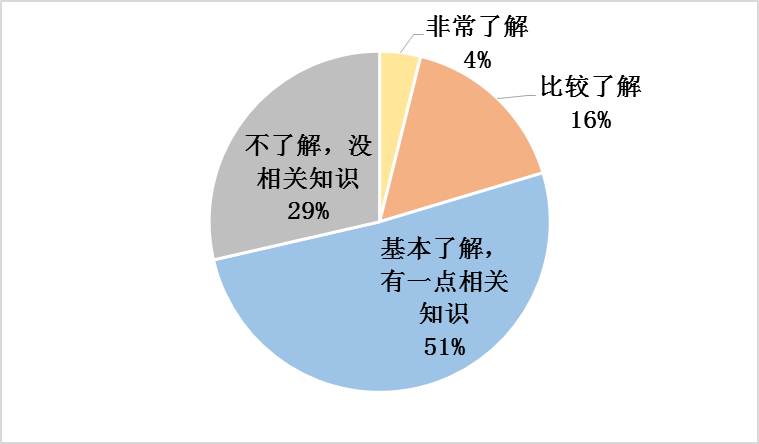 非常了解
4%
比较了解
16%
不了解，没
相关知识
29%
基本了解，
有一点相关
知识
51%